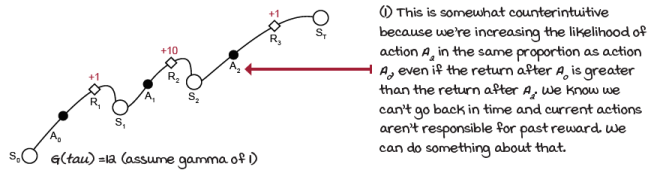 +1
R3
ST
+10
R2
A2
+1
R1
A1
S2
S1
A0
S0
G(tau) =12 (assume gamma of 1)
(1) This is somewhat counterintuitive
because we're increasing the likelihood of
action A2 in the same proportion as action
A0, even if the return after A0 is greater
than the return after A2. We know we
can't go back in time and current actions
aren't responsible for past reward. We
can do something about that.